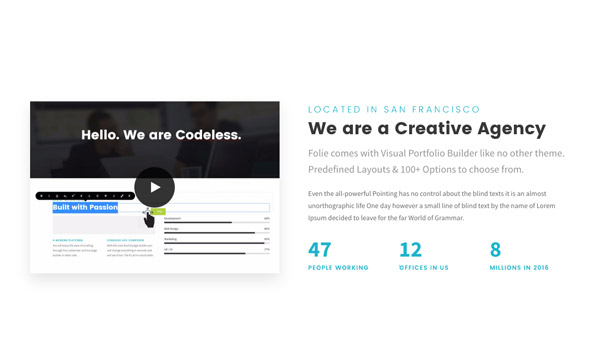 Hello. We are Codeless.
Built with Passion
Development
Web Design
Marketing
LOCATED IN SAN FRANCISCO
We are a Creative Agency
Folie comes with Visual Portfolio Builder like no other theme.
Predefined Layouts & 100+ Options to choose from.
Even the all-powerful Pointing has no control about the blind texts it is an almost
unorthographic life One day however a small line of blind text by the name of Lorem
Ipsum decided to leave for the far World of Grammar.
47 12 8
PEOPLE WORKING OFFICES IN US MILLIONS IN 2016